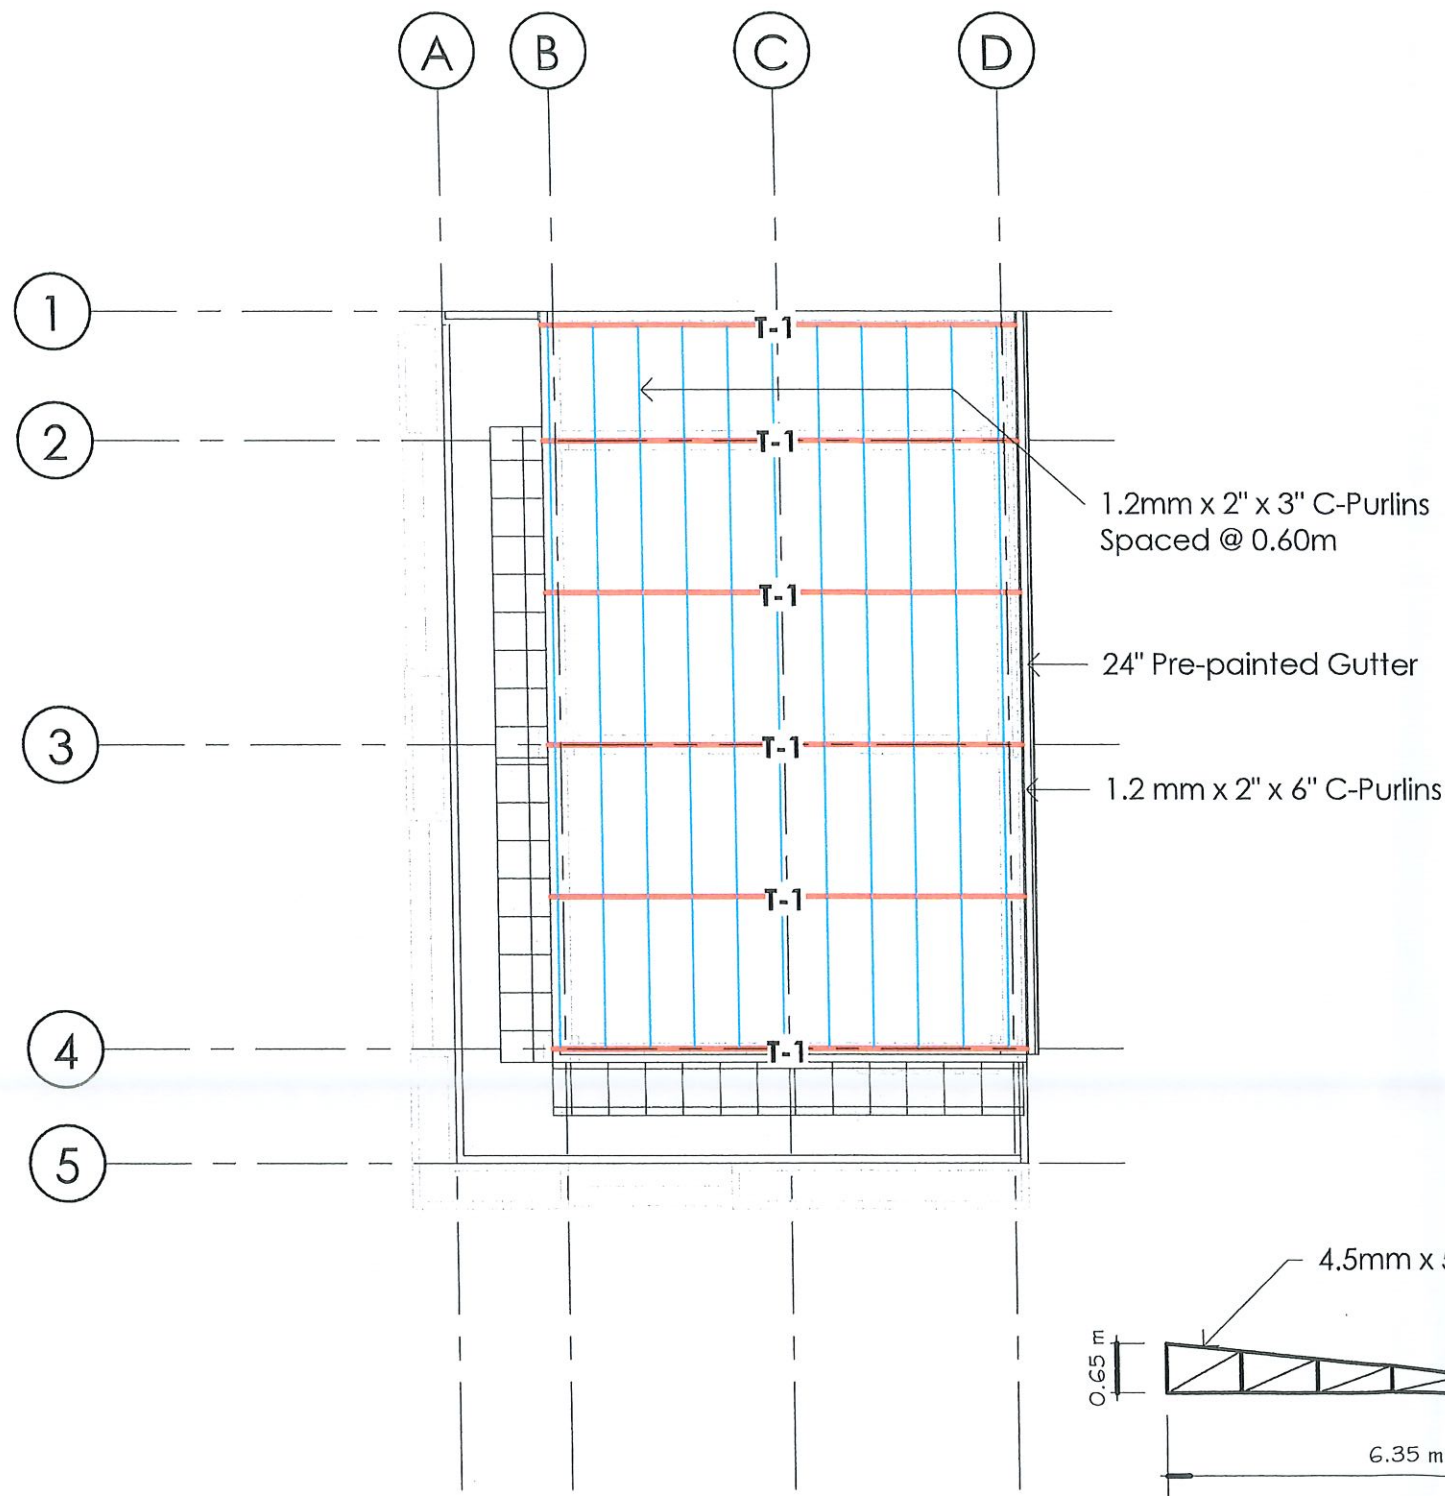 A B C D
1
T-1
2
T-1
1.2mm x 2" x 3" C-Purlins
Spaced @ 0.60m
T-1
24" Pre-painted Gutter
3
T-1
1.2 mm x 2" x 6" C-Purlins
T-1
4
T-1
5
4.5mm x
0.65 m
6.35 m